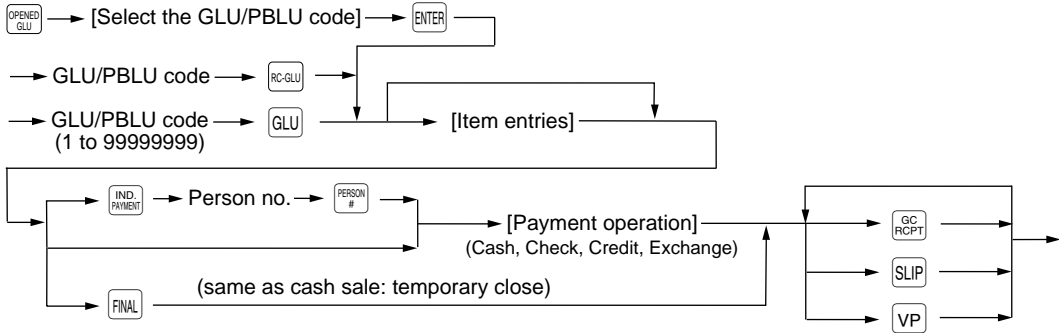 OPENED
GLU
[Select the GLU/PBLU code]
ENTER
GLU/PBLU code
RC-GLU
GLU/PBLU code
(1 to 99999999)
GLU
[Item entries]
IND.
PAYMENT
Person no.
PERSON
#
[Payment operation]
(Cash, Check, Credit, Exchange)
GC
RCPT
SLIP
FINAL
(same as cash sale: temporary close)
VP